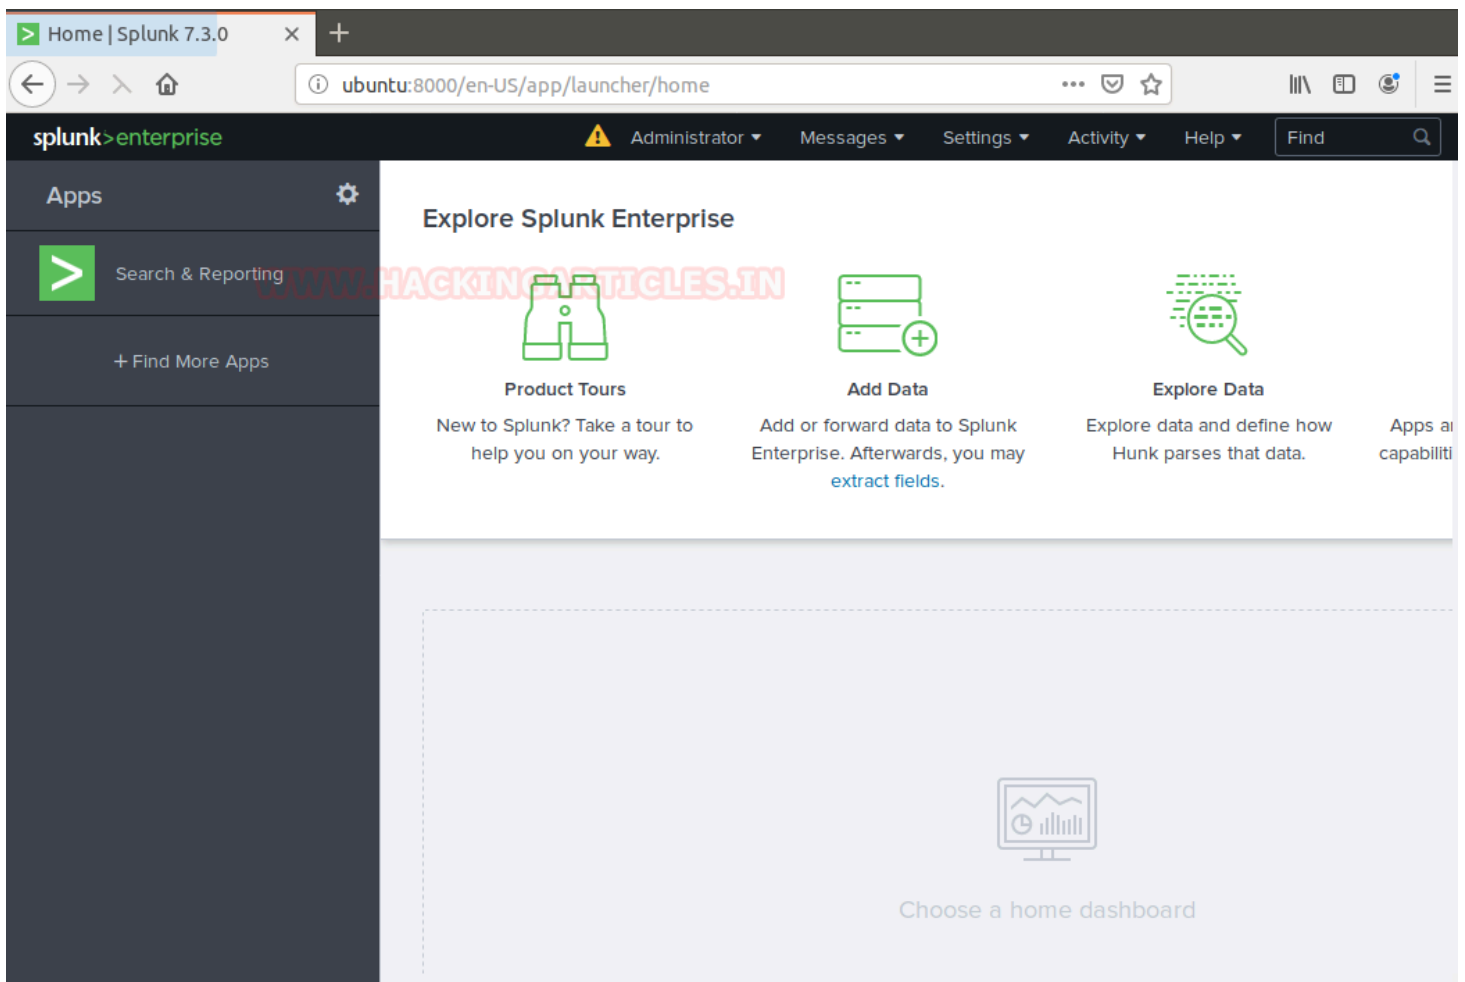 Home | Splunk 7.3.0
ubuntu:8000/en-US/app/launcher/home
splunk>enterprise Administrator Messages Settings Activity Help Find
Apps
Search & Reporting
+ Find More Apps
Explore Splunk Enterprise
WWW.HACKINGARTICLES.IN
Product Tours
New to Splunk? Take a tour to
help you on your way.
Add Data
Add or forward data to Splunk
Enterprise. Afterwards, you may
extract fields.
Explore Data
Explore data and define how
Hunk parses that data.
Apps
Choose a home dashboard